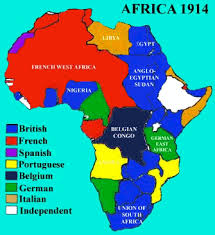 AFRICA 1914
LIBYA
EGYPT
FRENCH WEST AFRICA
ANGLO-
EGYPTIAN
SUDAN
NIGERIA
BELGIAN
CONGO
GERMAN
EAST AFRICA
UNION OF
SOUTH AFRICA
British
French
Spanish
Portuguese
Belgium
German
Italian
Independent